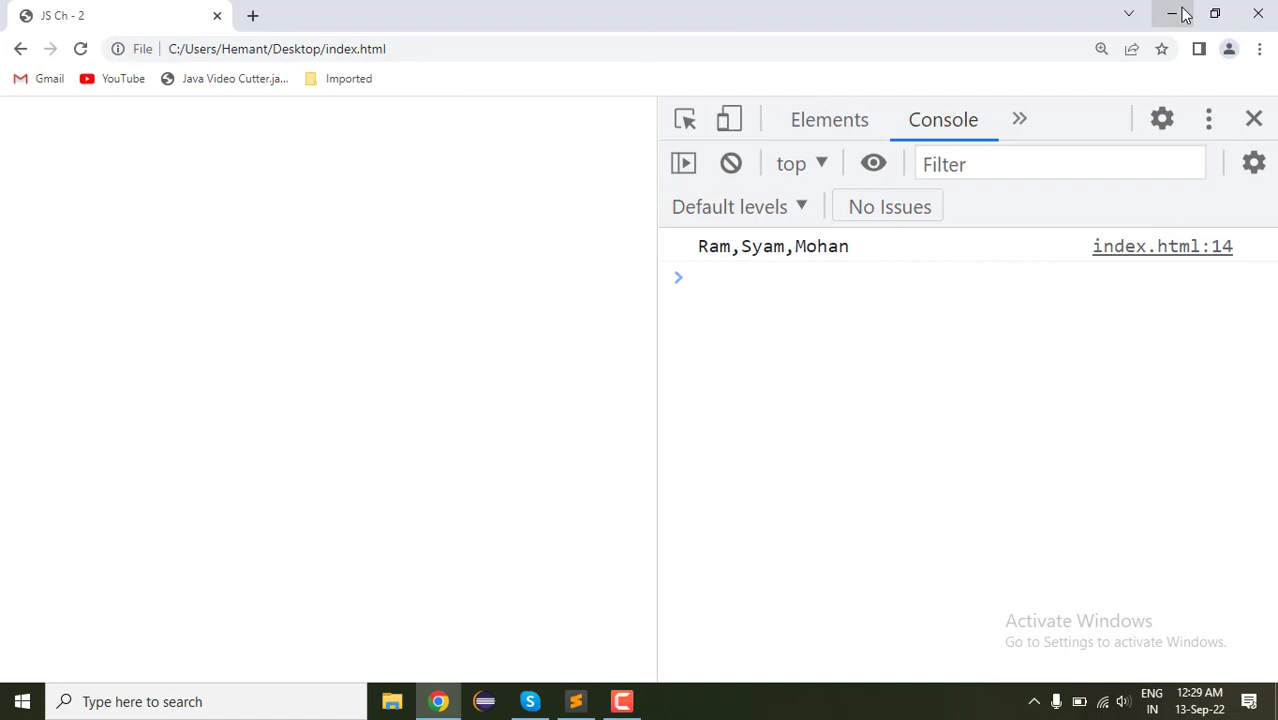 JS Ch - 2
File C:/Users/Hemant/Desktop/index.html
Gmail YouTube Java Video Cutter.ja... Imported
Elements Console
top Filter
Default levels No Issues
Ram,Syam,Mohan index.html:14
Activate Windows
Go to Settings to activate Windows.
Type here to search
ENG
IN
12:29 AM
13-Sep-22